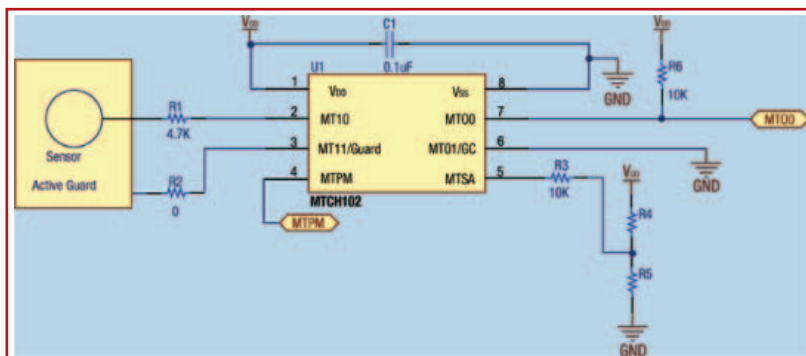 VDD
C1
0.1uF
U1
R6
10K
GND
1
VDD
VSS
8
Sensor
Active Guard
R1
4.7K
2
MT10
MTO0
7
MTO0
R2
0
3
MT11/Guard
MT01/GC
6
GND
4
MTPM
MTSA
5
R3
10K
VDD
MTCH102
MTPM
R4
R5
GND
VDD